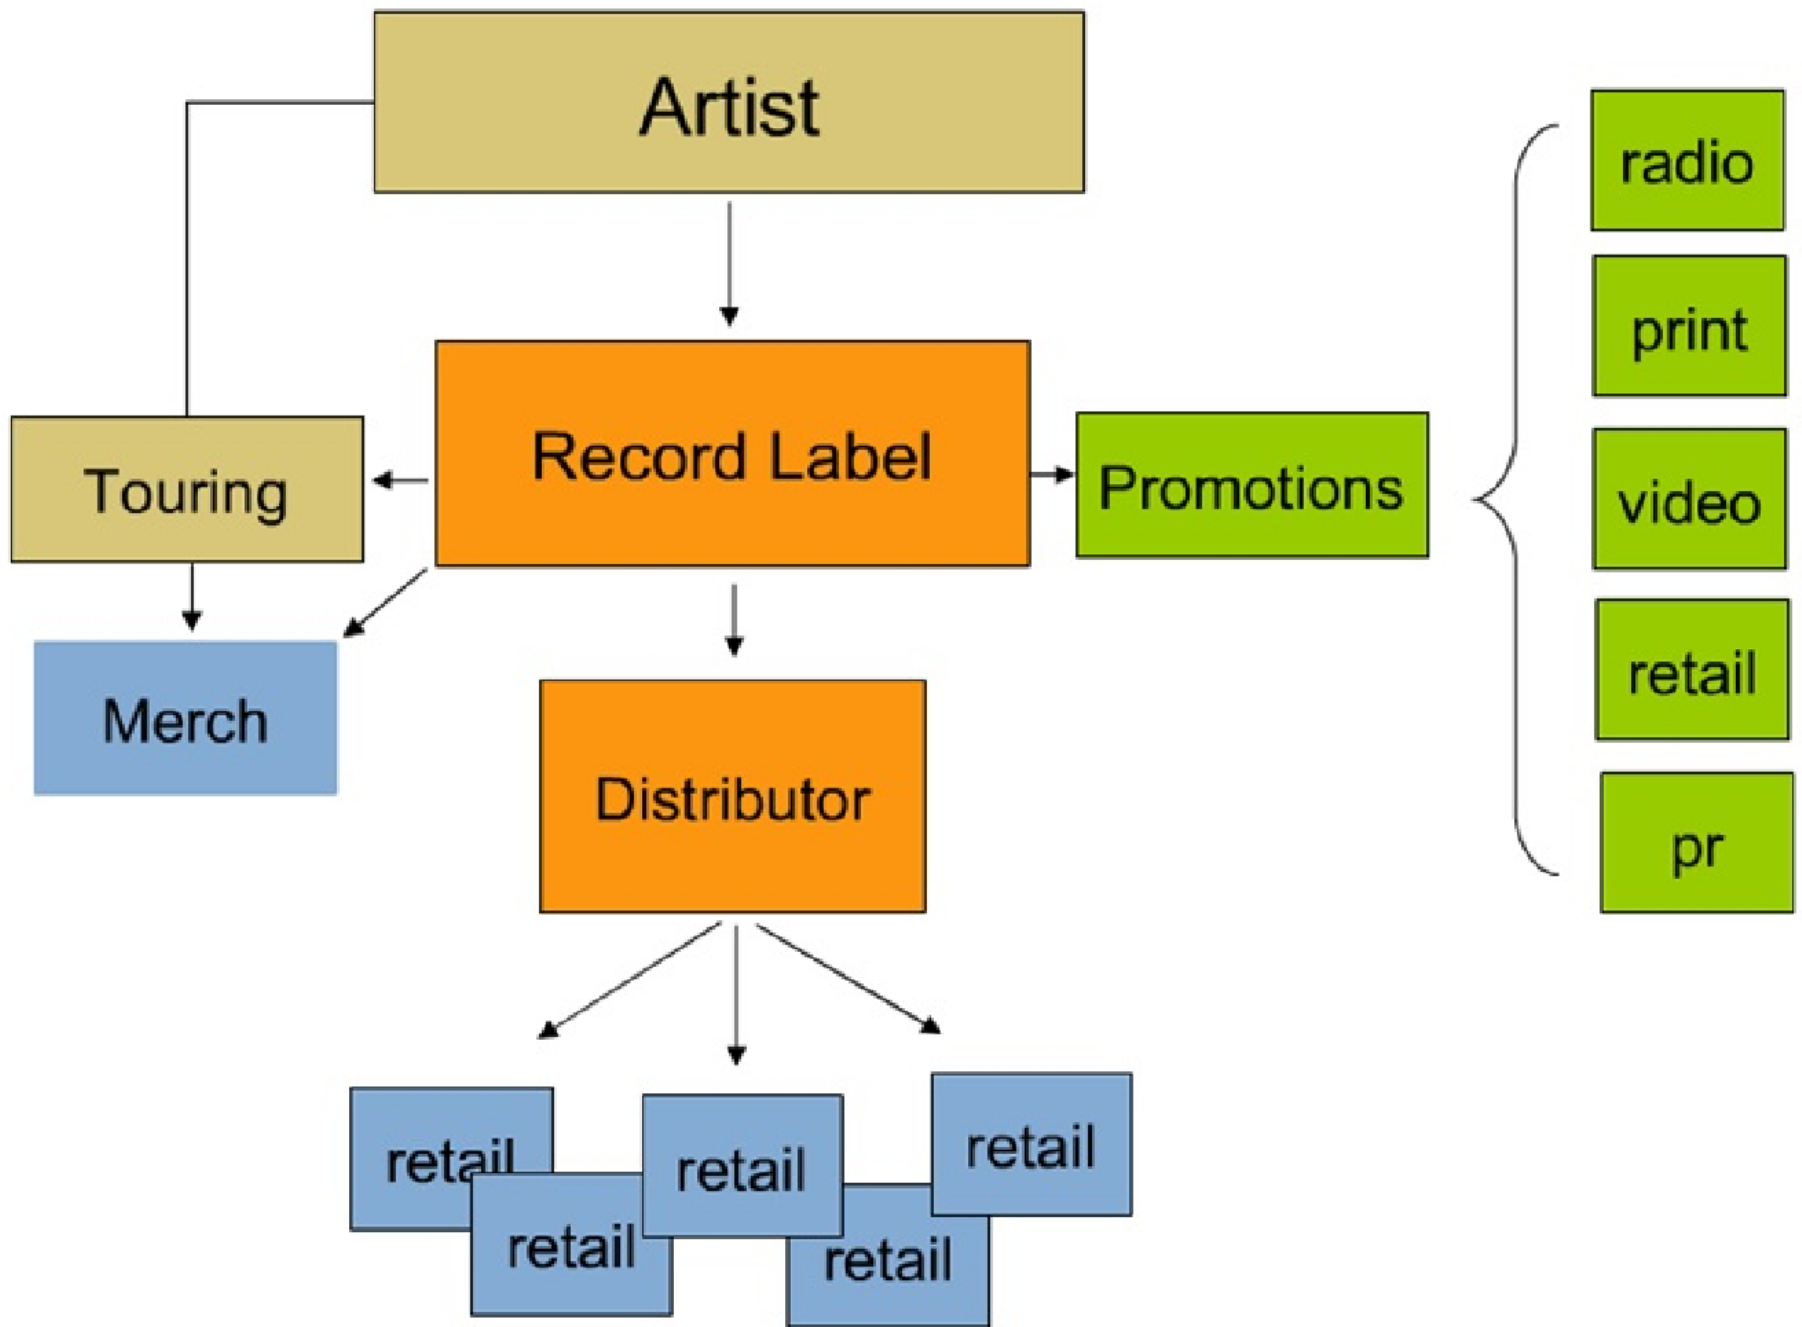 Artist
radio
print
Record Label
Touring
Promotions
video
retail
Merch
Distributor
pr
retail
retail
retail
retail
retail